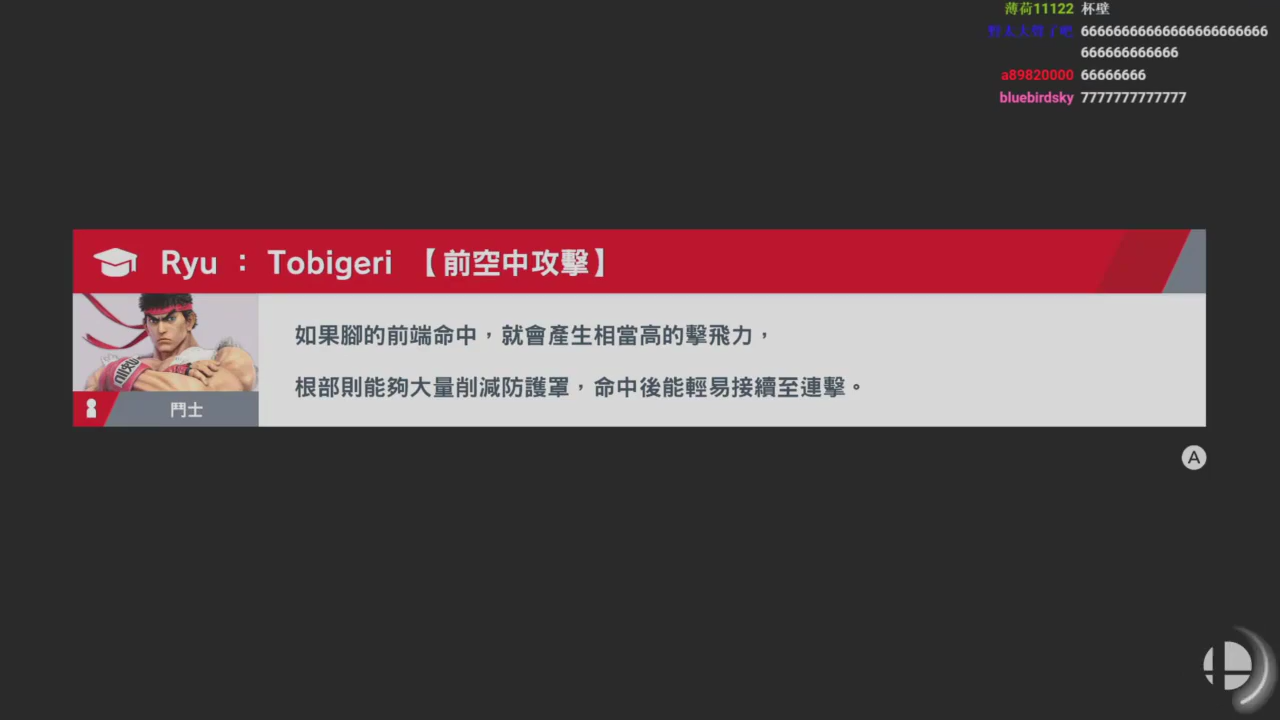 薄荷11122 杯壁
66666666666666666666666
666666666666
a89820000 66666666
bluebirdsky 7777777777777
Ryu : Tobigeri 【前空中攻擊】
如果腳的前端命中，就會產生相當高的擊飛力，
根部則能夠大量削減防護罩，命中後能輕易接續至連擊。
鬥士
A